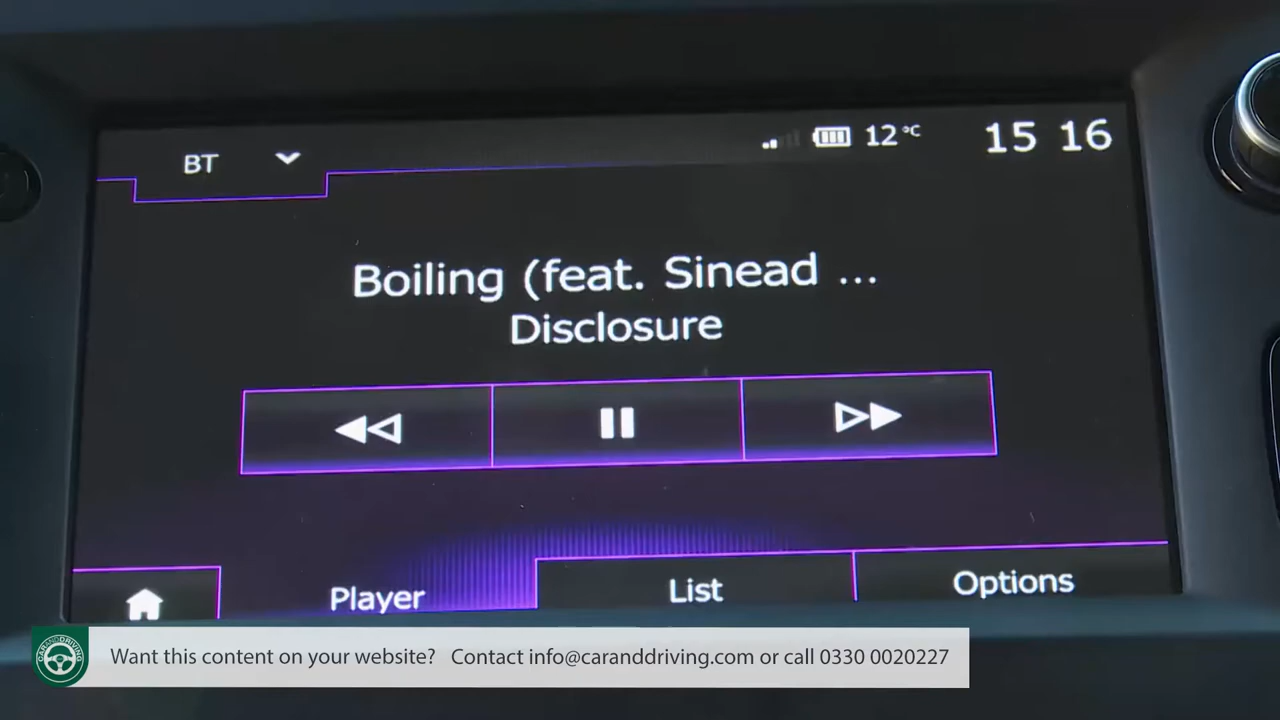 BT
12°C
15 16
Boiling (feat. Sinead ...
Disclosure
Player
List
Options
CARANDDRIVING
Want this content on your website? Contact info@caranddriving.com or call 0330 0020227